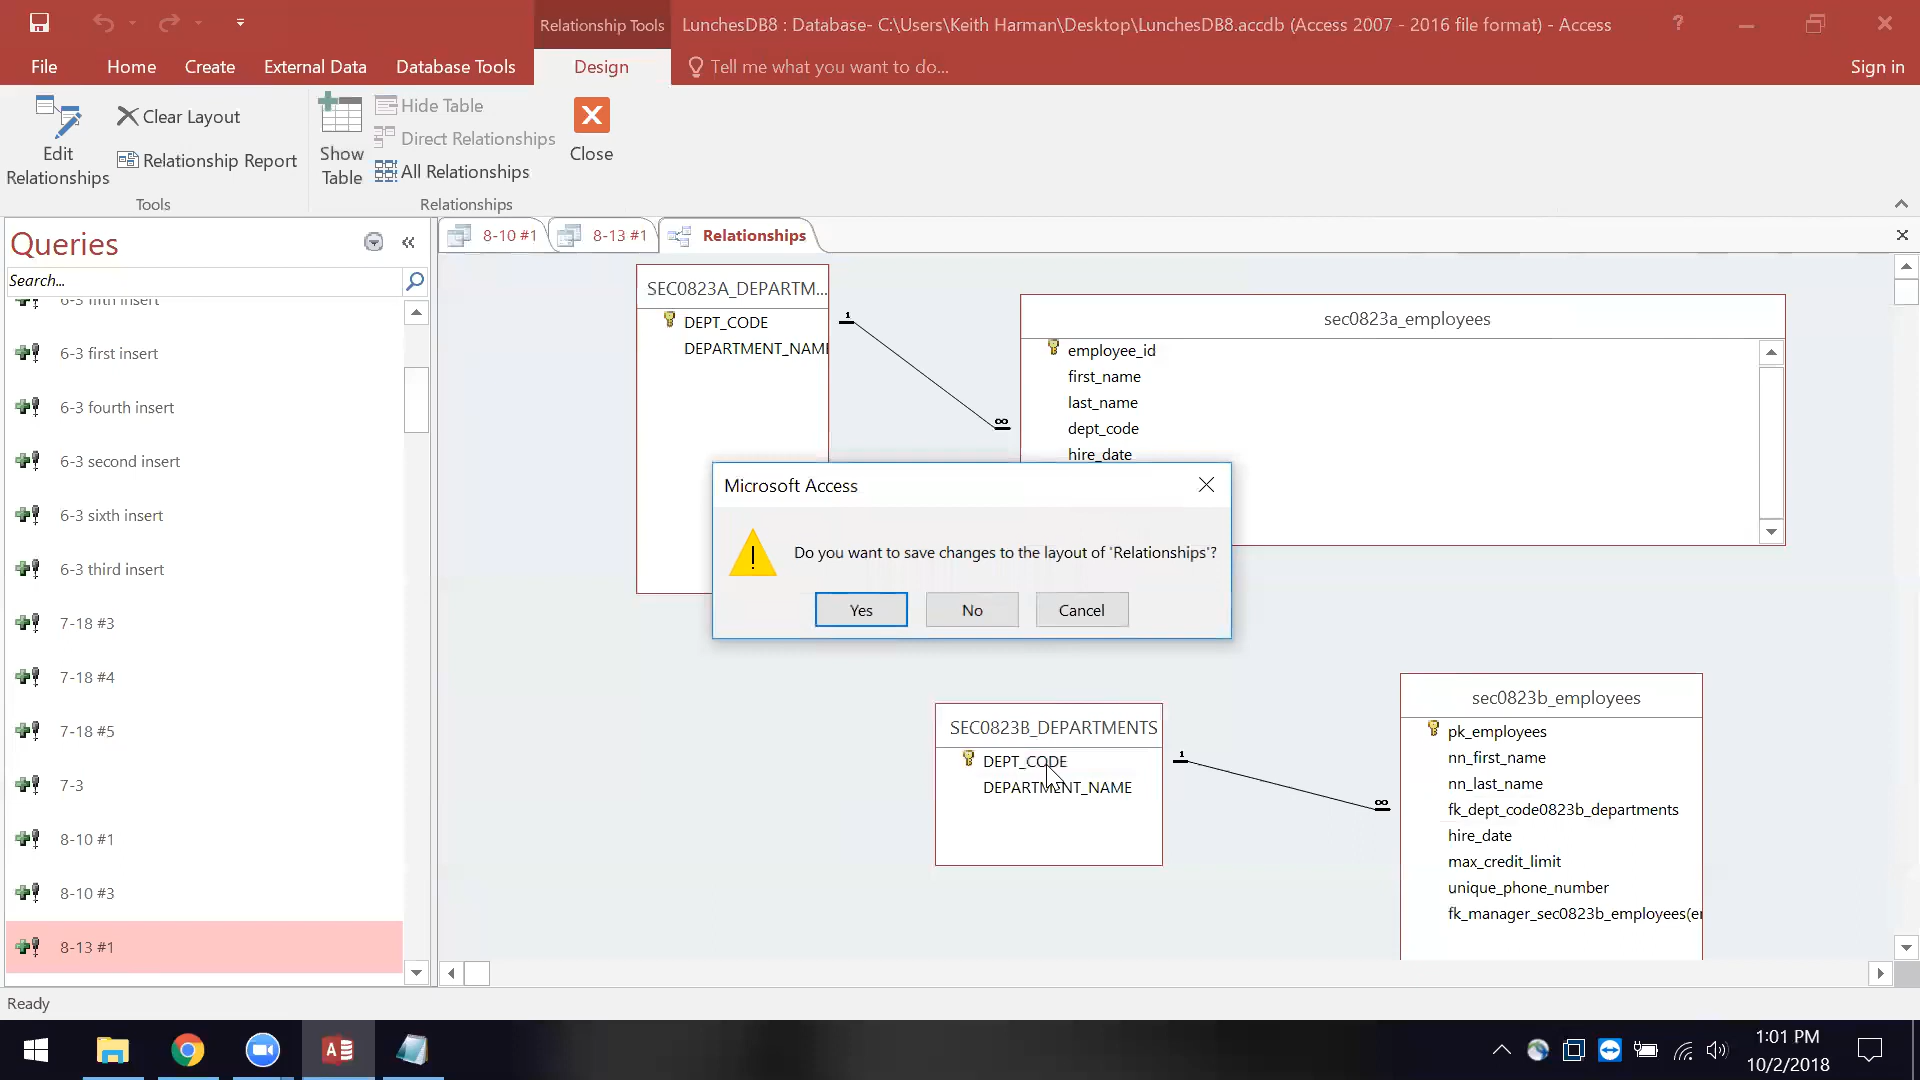 Relationship Tools
LunchesDB8 : Database- C:\Users\Keith Harman\Desktop\LunchesDB8.accdb (Access 2007 - 2016 file format) - Access
?
File
Home
Create
External Data
Database Tools
Design
Tell me what you want to do...
Sign in
Edit
Relationships
Clear Layout
Relationship Report
Tools
Show
Table
Hide Table
Direct Relationships
All Relationships
Relationships
Close
Queries
Search...
6-3 fifth insert
6-3 first insert
6-3 fourth insert
6-3 second insert
6-3 sixth insert
6-3 third insert
7-18 #3
7-18 #4
7-18 #5
7-3
8-10 #1
8-10 #3
8-13 #1
8-10 #1
8-13 #1
Relationships
SEC0823A_DEPARTM...
DEPT_CODE
DEPARTMENT_NAM
1
∞
sec0823a_employees
employee_id
first_name
last_name
dept_code
hire_date
Microsoft Access
Do you want to save changes to the layout of 'Relationships'?
Yes
No
Cancel
SEC0823B_DEPARTMENTS
DEPT_CODE
DEPARTMENT_NAME
1
∞
sec0823b_employees
pk_employees
nn_first_name
nn_last_name
fk_dept_code0823b_departments
hire_date
max_credit_limit
unique_phone_number
fk_manager_sec0823b_employees(e
Ready
1:01 PM
10/2/2018